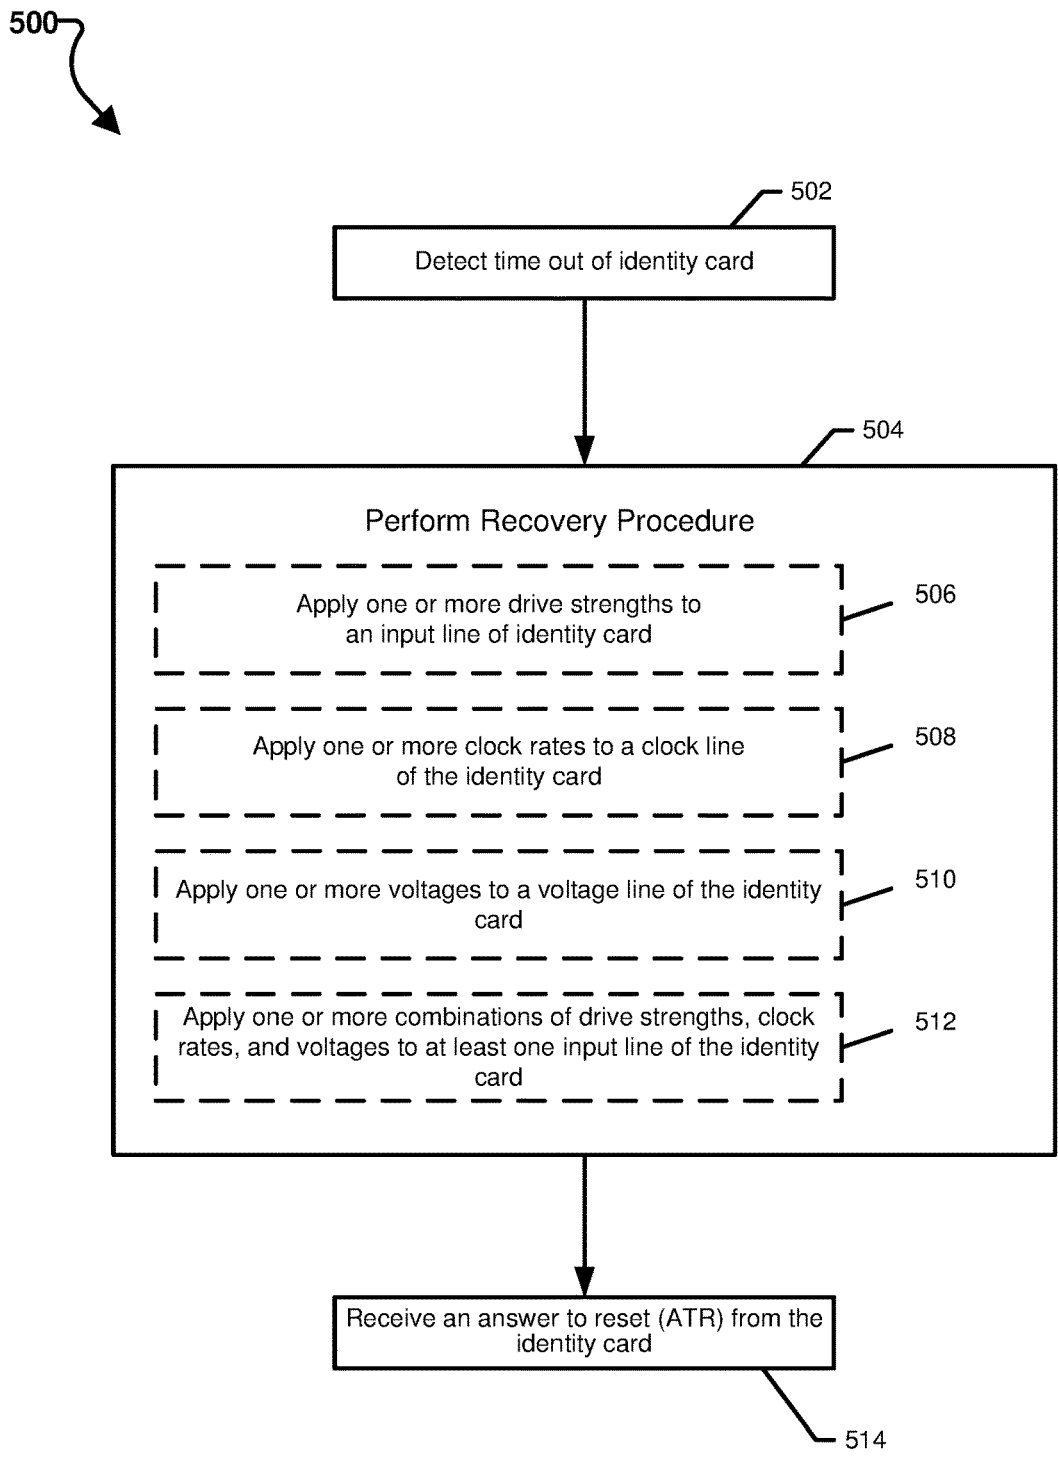 500
502
Detect time out of identity card
504
Perform Recovery Procedure
506
Apply one or more drive strengths to
an input line of identity card
508
Apply one or more clock rates to a clock line
of the identity card
510
Apply one or more voltages to a voltage line of the identity
card
512
Apply one or more combinations of drive strengths, clock
rates, and voltages to at least one input line of the identity
card
Receive an answer to reset (ATR) from the
identity card
514